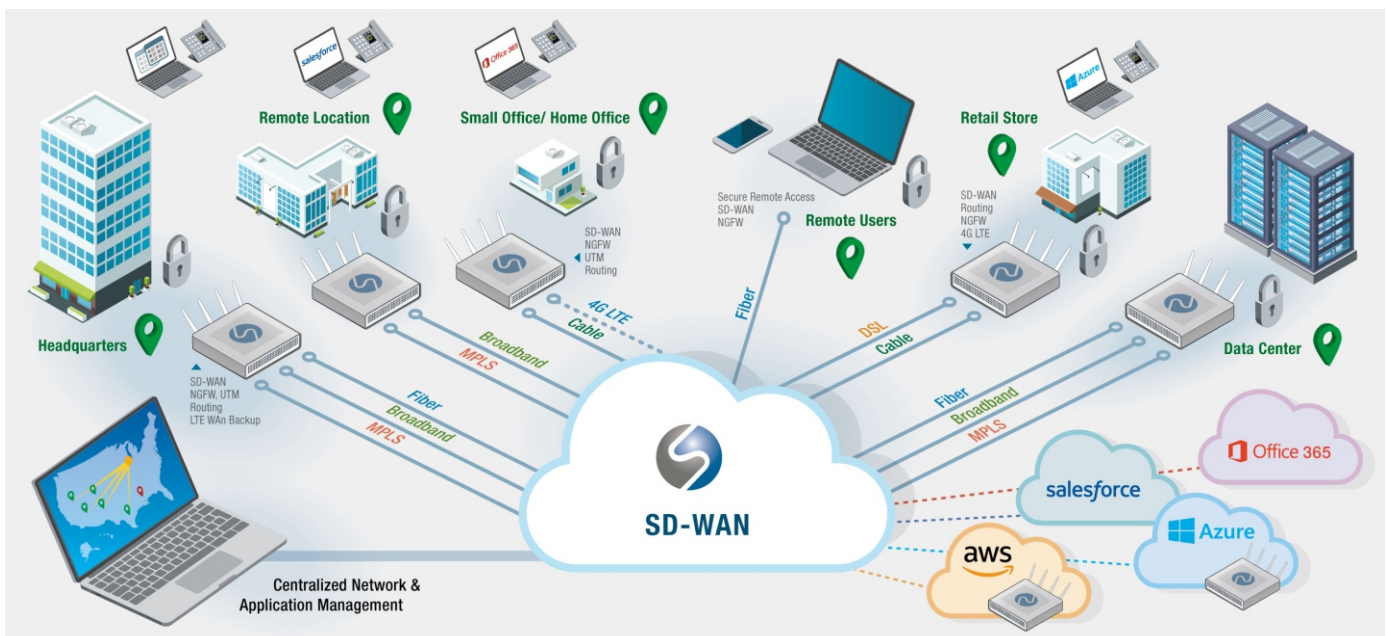 salesforce
Office 365
Azure
Remote Location
Small Office/ Home Office
Retail Store
Secure Remote Access
SD-WAN
NGFW
Remote Users
SD-WAN
Routing
NGFW
4G LTE
SD-WAN
NGFW
UTM
Routing
Headquarters
SD-WAN
NGFW, UTM
Routing
LTE WAn Backup
Data Center
Fiber
Broadband
MPLS
Broadband
MPLS
4G LTE
Cable
Fiber
DSL
Cable
Fiber
Broadband
MPLS
SD-WAN
Office 365
salesforce
Azure
aws
Centralized Network &
Application Management